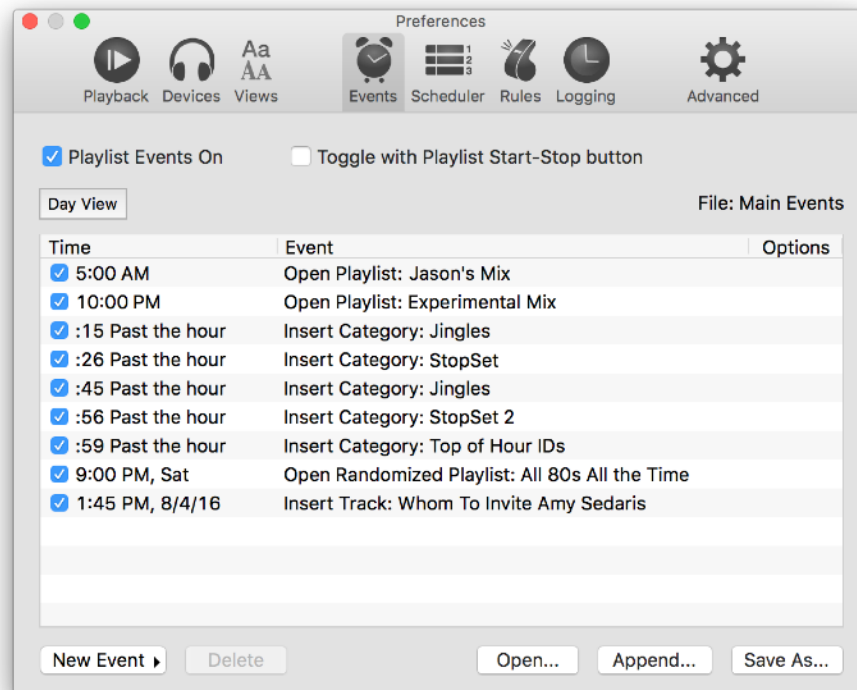 Preferences
Aa
AA
1
2
3
Playback Devices Views Events Scheduler Rules Logging Advanced
Playlist Events On Toggle with Playlist Start-Stop button
Day View File: Main Events
Time Event Options
5:00 AM Open Playlist: Jason's Mix
10:00 PM Open Playlist: Experimental Mix
:15 Past the hour Insert Category: Jingles
:26 Past the hour Insert Category: StopSet
:45 Past the hour Insert Category: Jingles
:56 Past the hour Insert Category: StopSet 2
:59 Past the hour Insert Category: Top of Hour IDs
9:00 PM, Sat Open Randomized Playlist: All 80s All the Time
1:45 PM, 8/4/16 Insert Track: Whom To Invite Amy Sedaris
New Event Delete Open... Append... Save As...